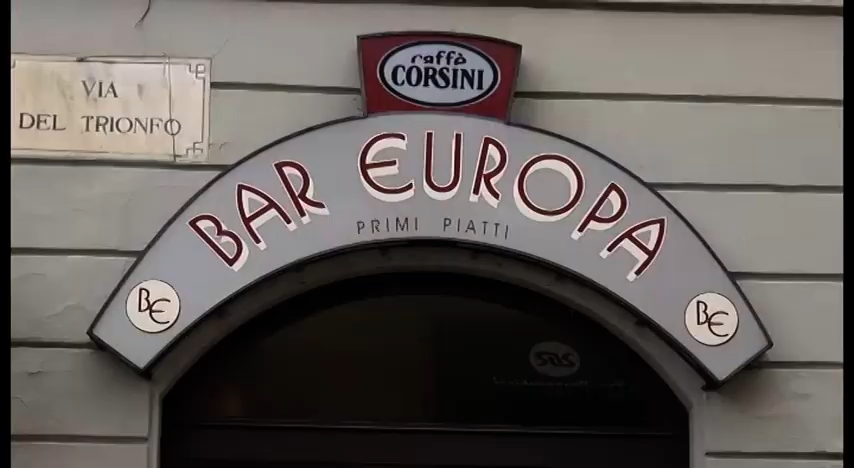 caffè
CORSINI
VIA
DEL TRIONFO
BAR EUROPA
PRIMI PIATTI
BE
BE